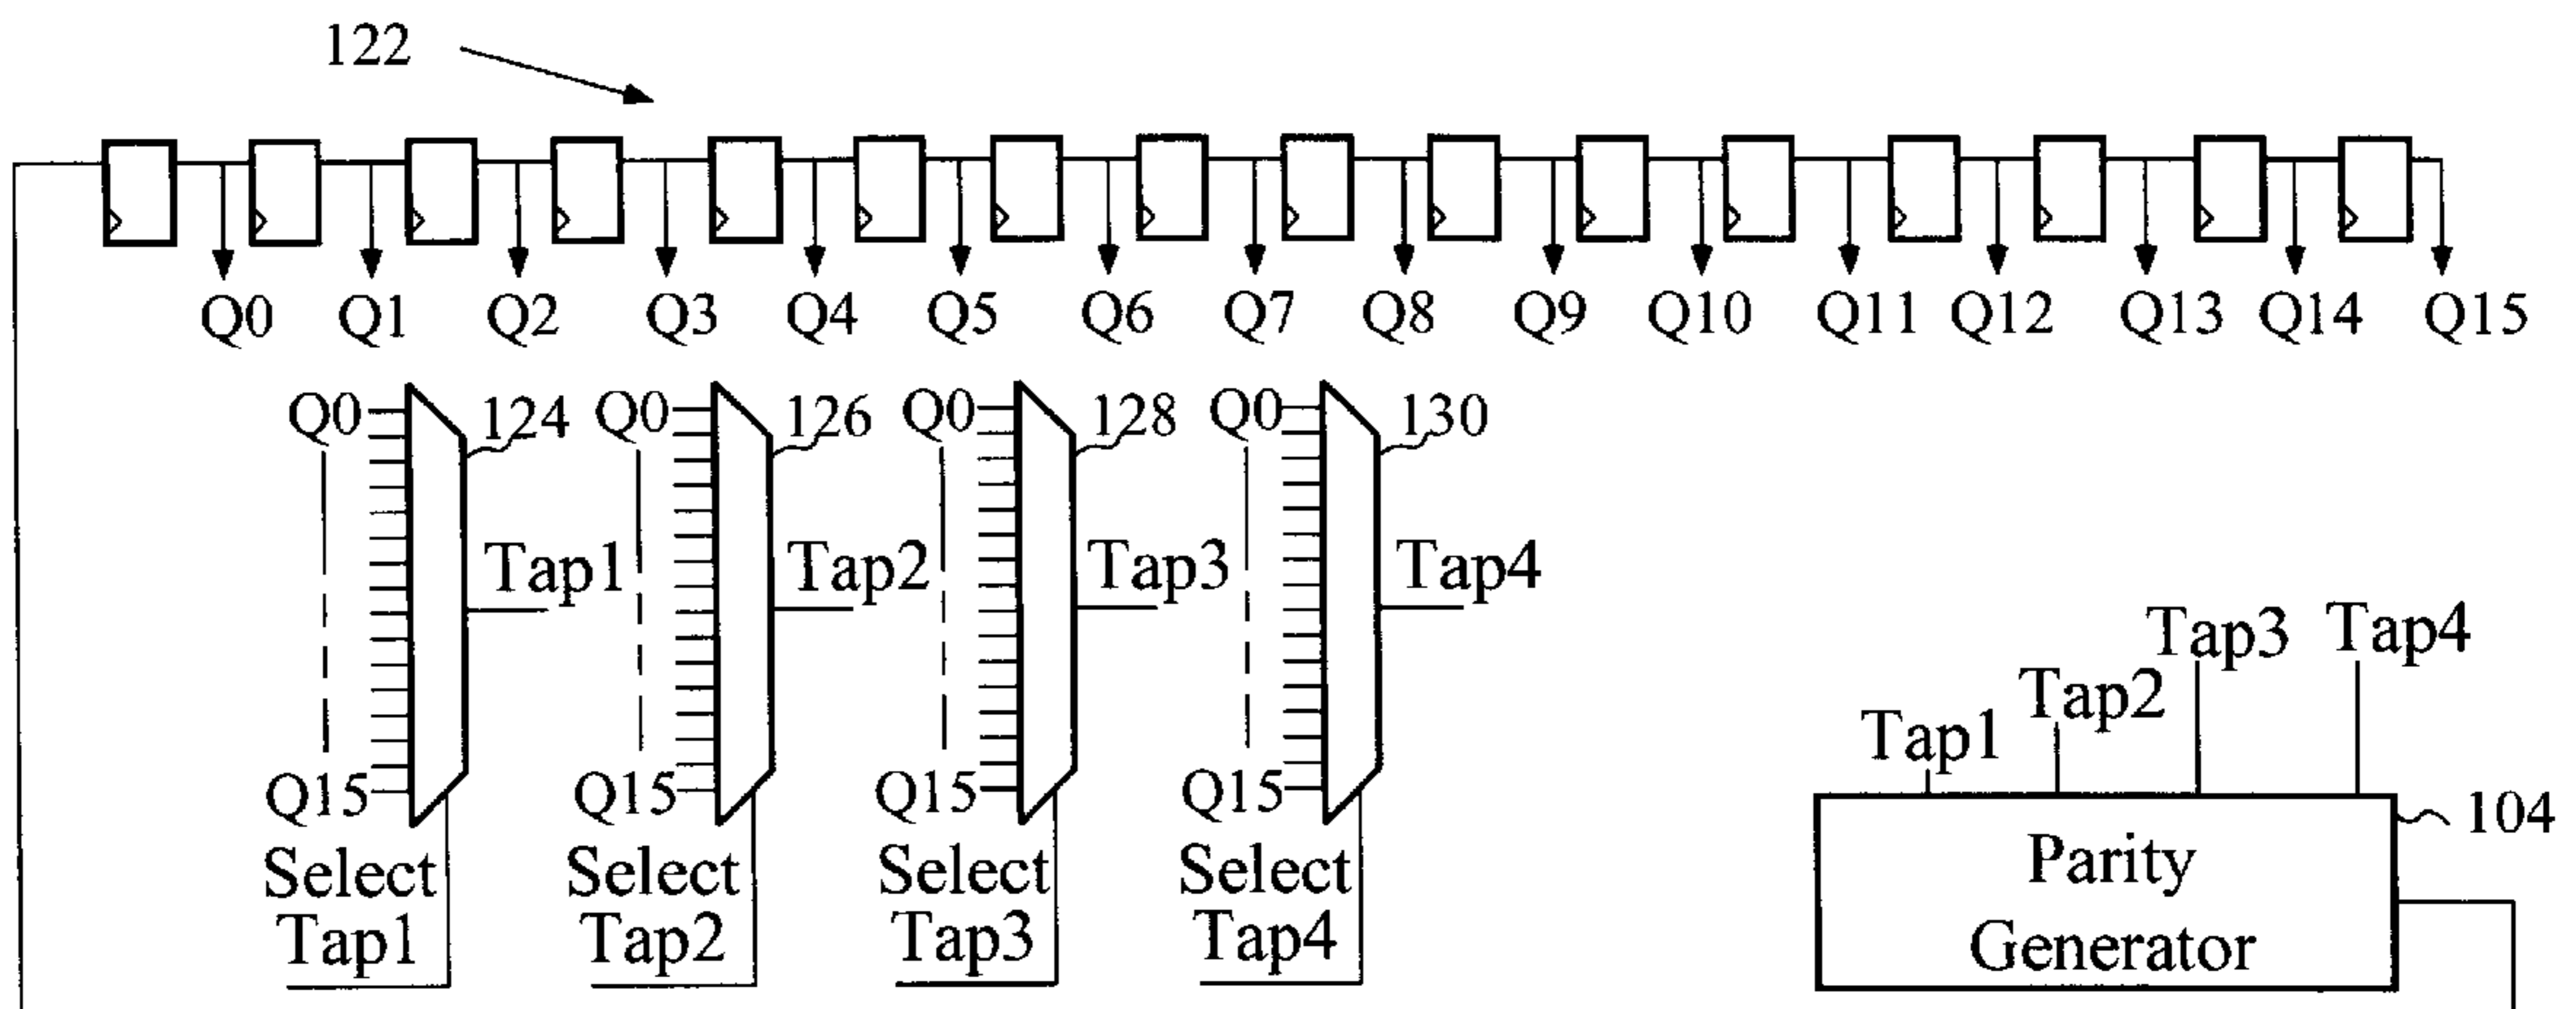 122
Q0 Q1 Q2 Q3 Q4 Q5 Q6 Q7 Q8 Q9 Q10 Q11 Q12 Q13 Q14 Q15
Q0 124 Q0 126 Q0 128 Q0 130
Tap1 Tap2 Tap3 Tap4
Q15 Q15 Q15 Q15
Select Select Select Select
Tap1 Tap2 Tap3 Tap4
Tap1 Tap2 Tap3 Tap4
104
Parity
Generator